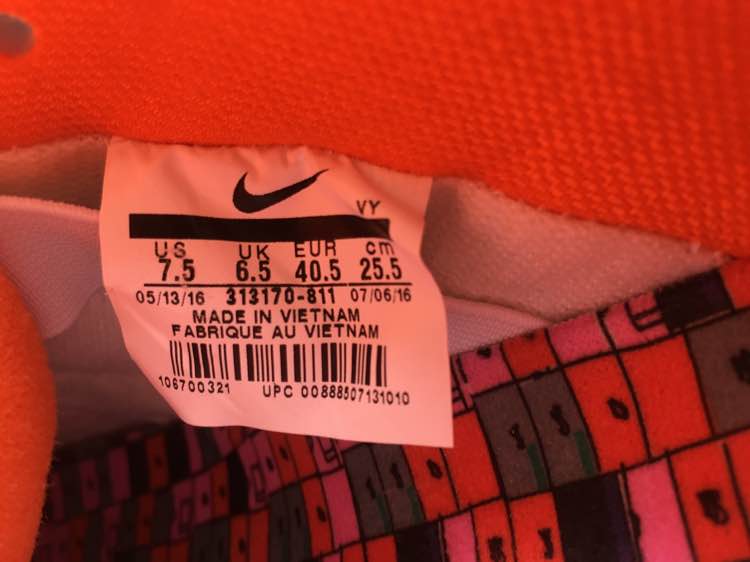 VY
US UK EUR cm
7.5 6.5 40.5 25.5
05/13/16 313170-811 07/06/16
MADE IN VIETNAM
FABRIQUE AU VIETNAM
106700321 UPC 00888507131010